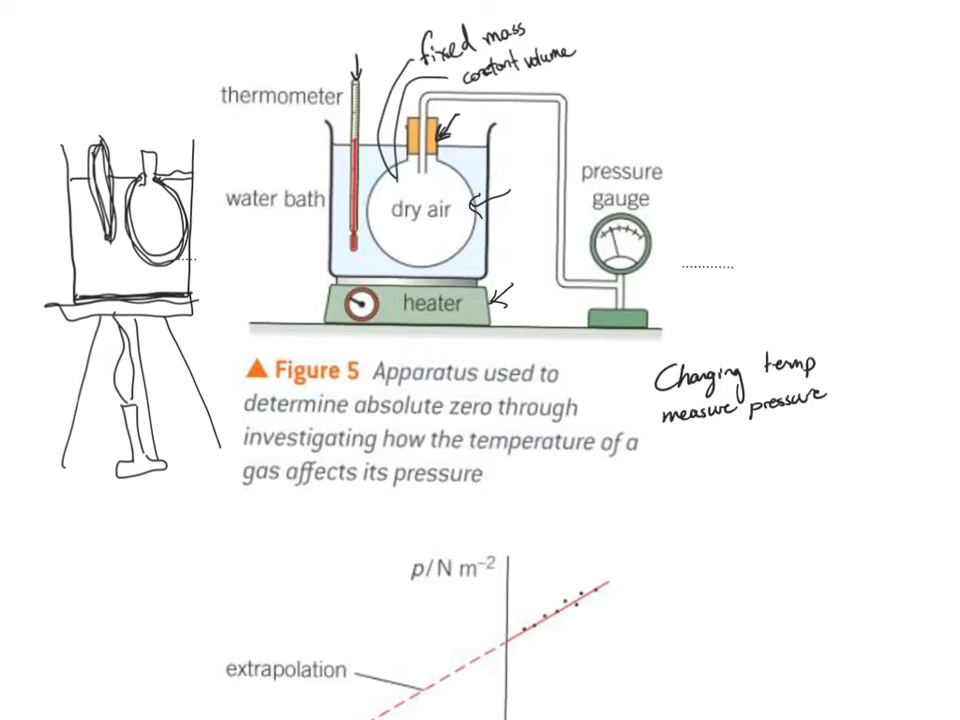 fixed mass
constant volume
thermometer
water bath
dry air
pressure
gauge
heater
▲ Figure 5 Apparatus used to
determine absolute zero through
investigating how the temperature of a
gas affects its pressure
Changing temp
measure pressure
p/N m⁻²
extrapolation